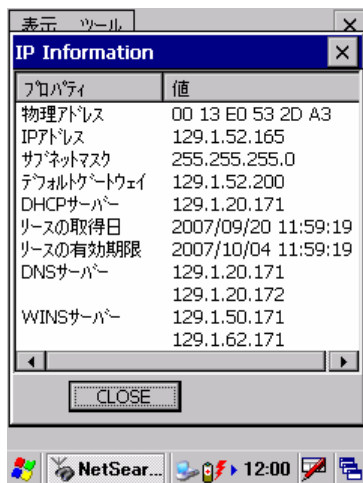 表示 ツール
IP Information
プロパティ 値
物理アドレス 00 13 E0 53 2D A3
IPアドレス 129.1.52.165
サブネットマスク 255.255.255.0
デフォルトゲートウェイ 129.1.52.200
DHCPサーバー 129.1.20.171
リースの取得日 2007/09/20 11:59:19
リースの有効期限 2007/10/04 11:59:19
DNSサーバー 129.1.20.171
129.1.20.172
WINSサーバー 129.1.50.171
129.1.62.171
CLOSE
NetSear... 12:00